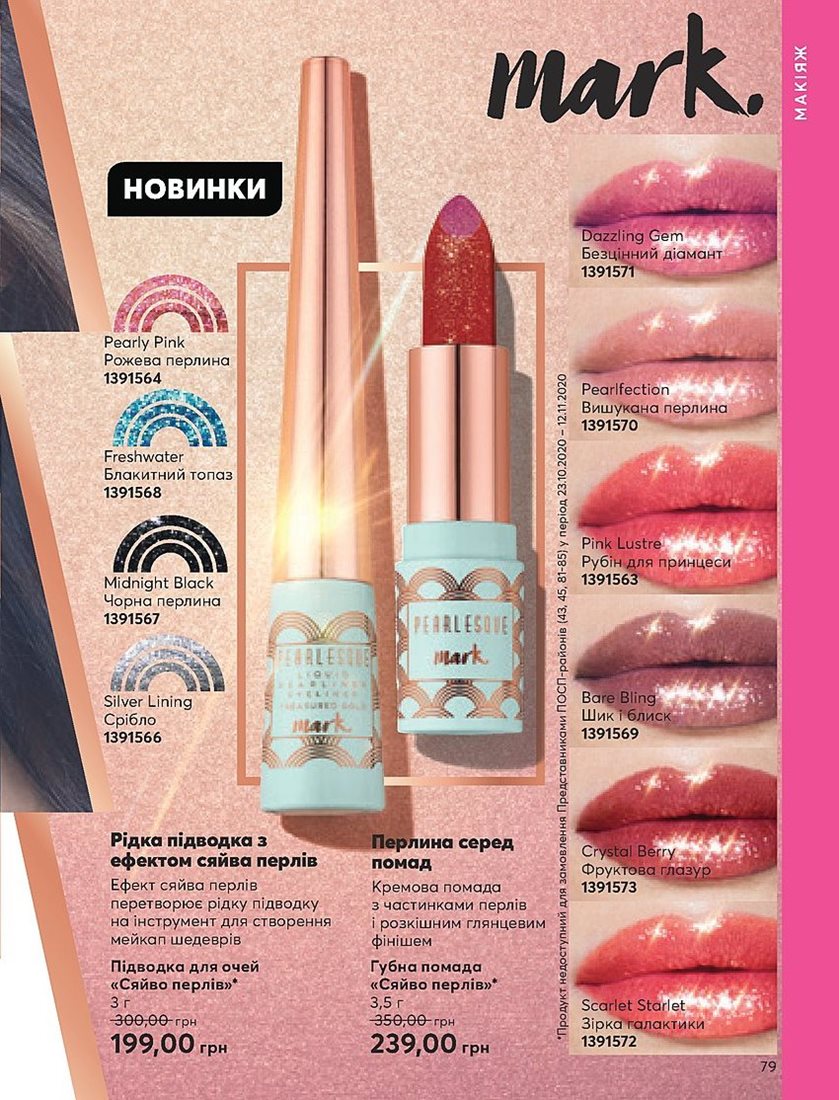 mark.
МАКІЯЖ
НОВИНКИ
Pearly Pink
Рожева перлина
1391564
Freshwater
Блакитний топаз
1391568
Midnight Black
Чорна перлина
1391567
Silver Lining
Срібло
1391566
PEARLESQUE
LIQUID
PEARLINER
EYELINER
TREASURED GOLD
mark.
PEARLESQUE
mark.
Dazzling Gem
Безцінний діамант
1391571
Pearlfection
Вишукана перлина
1391570
Pink Lustre
Рубін для принцеси
1391563
Bare Bling
Шик і блиск
1391569
Crystal Berry
Фруктова глазур
1391573
Scarlet Starlet
Зірка галактики
1391572
Рідка підводка з
ефектом сяйва перлів
Ефект сяйва перлів
перетворює рідку підводку
на інструмент для створення
мейкап шедеврів
Підводка для очей
«Сяйво перлів»*
3 г
300,00 грн
199,00 грн
Перлина серед
помад
Кремова помада
з частинками перлів
і розкішним глянцевим
фінішем
Губна помада
«Сяйво перлів»*
3,5 г
350,00 грн
239,00 грн
*Продукт недоступний для замовлення Представниками ПОСП-районів (43, 45, 81-85) у період 23.10.2020 – 12.11.2020
79